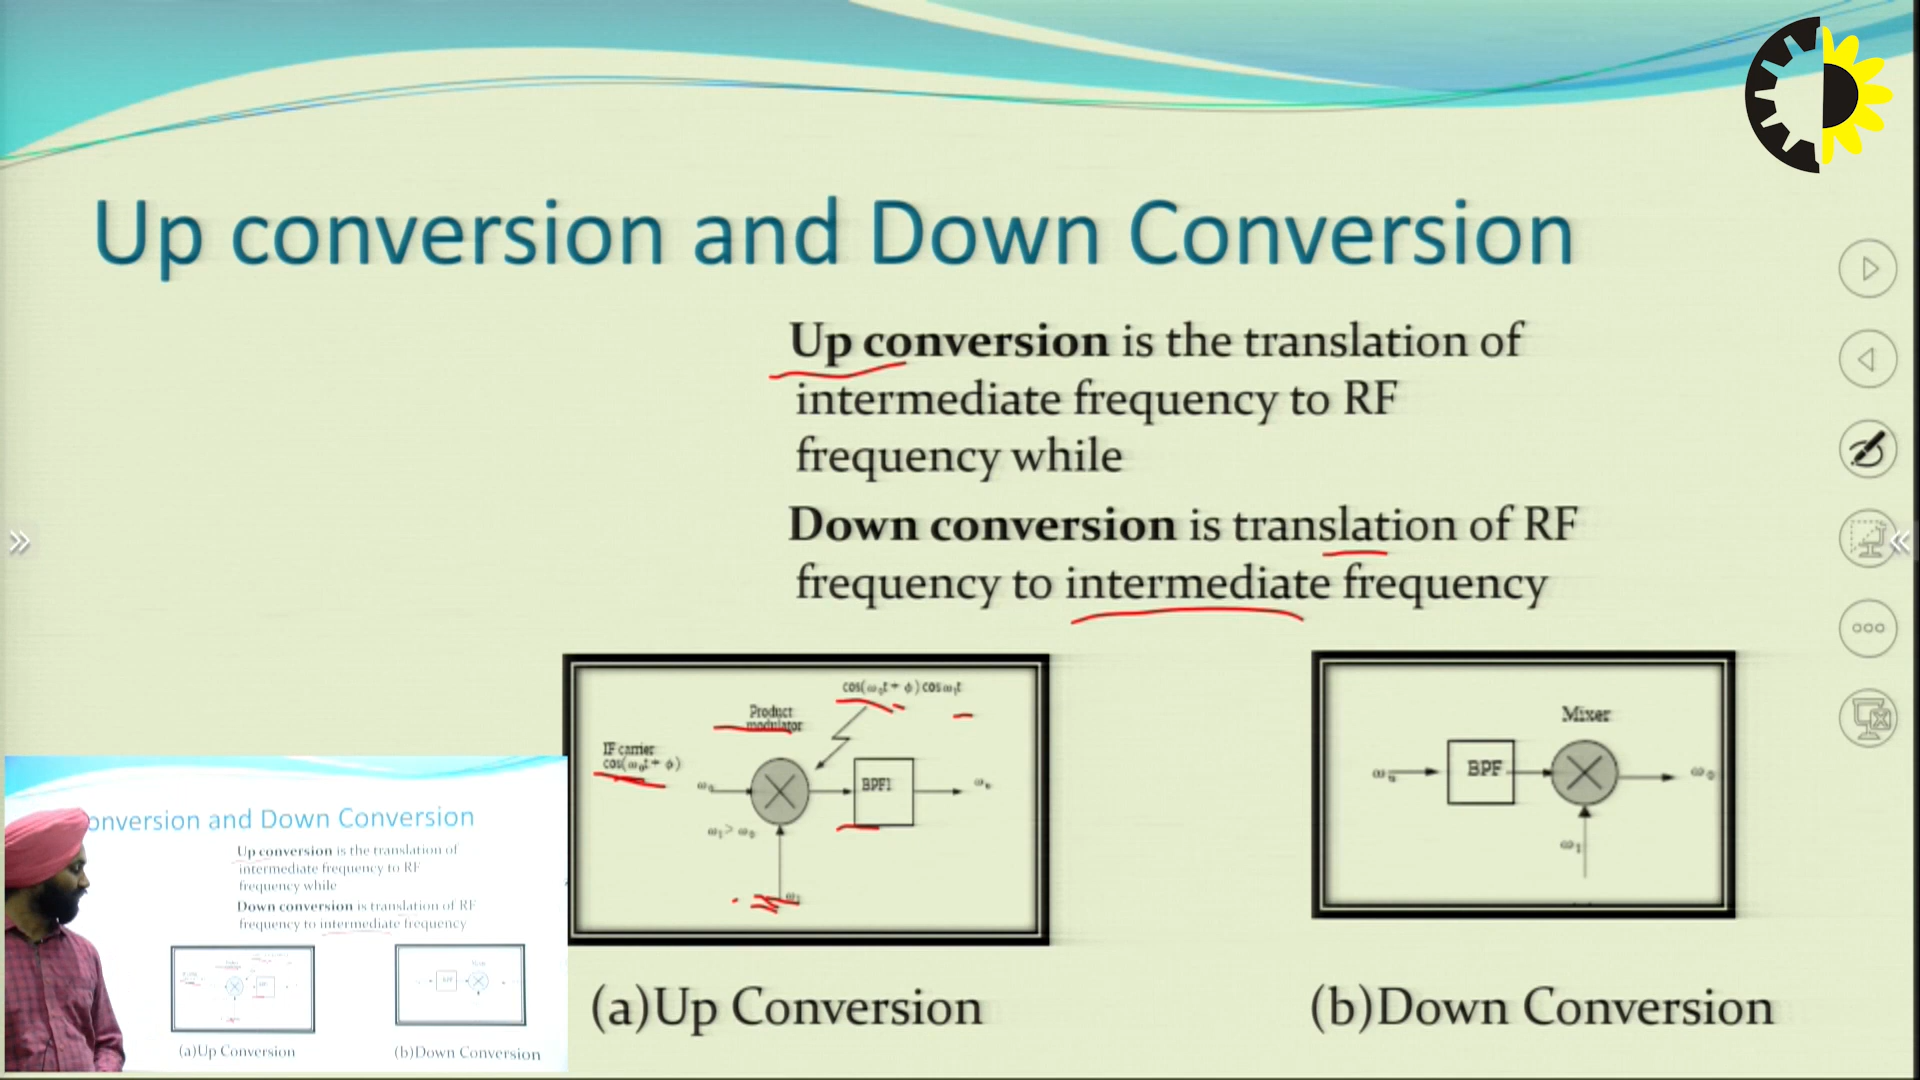 Up conversion and Down Conversion
Up conversion is the translation of
intermediate frequency to RF
frequency while
Down conversion is translation of RF
frequency to intermediate frequency
cos(ω₀t + ϕ) cos ω₁t
Product
modulator
IF carrier
cos(ω₀t + ϕ)
ω₀
BPF1
ω₁ > ω₀
(a)Up Conversion
Mixer
BPF
ω₀
ω₁
(b)Down Conversion
onversion and Down Conversion
Up conversion is the translation of
intermediate frequency to RF
frequency while
Down conversion is translation of RF
frequency to intermediate frequency
(a)Up Conversion
(b)Down Conversion